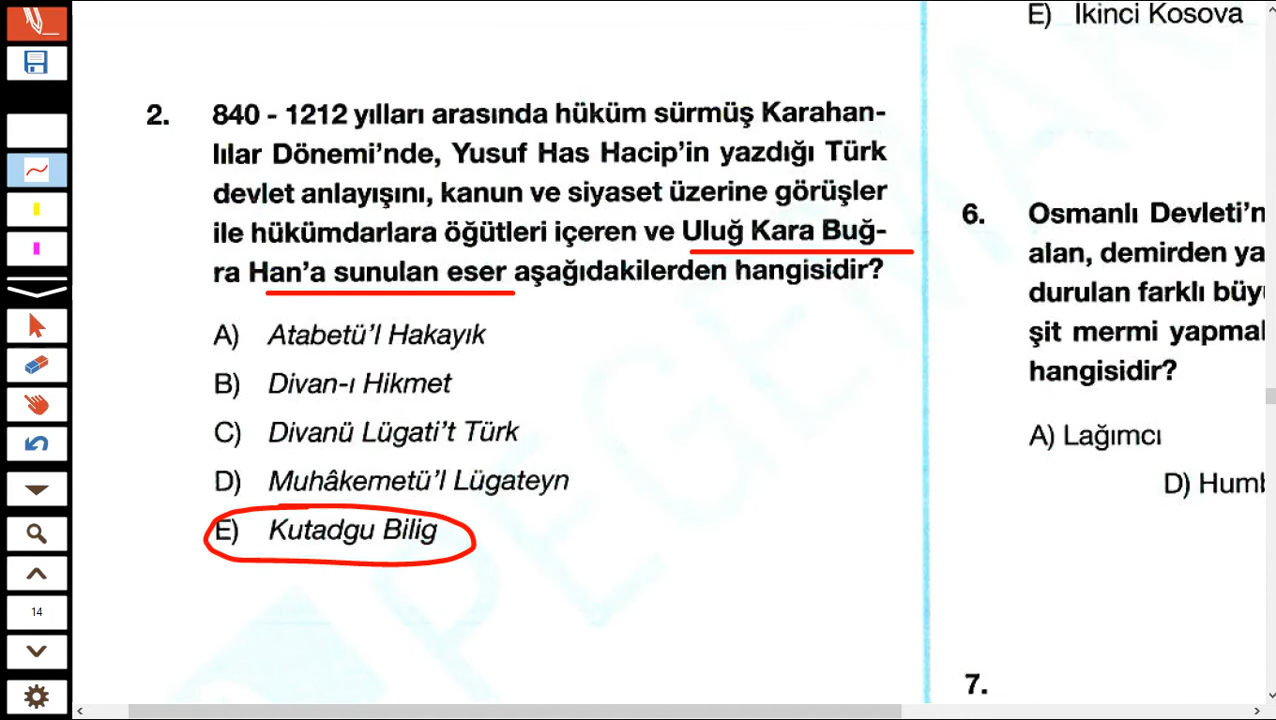 2. 840 - 1212 yılları arasında hüküm sürmüş Karahan-
lılar Dönemi’nde, Yusuf Has Hacip’in yazdığı Türk
devlet anlayışını, kanun ve siyaset üzerine görüşler
ile hükümdarlara öğütleri içeren ve Uluğ Kara Buğ-
ra Han’a sunulan eser aşağıdakilerden hangisidir?
A) Atabetü’l Hakayık
B) Divan-ı Hikmet
C) Divanü Lügati’t Türk
D) Muhâkemetü’l Lügateyn
E) Kutadgu Bilig
E) İkinci Kosova
6. Osmanlı Devleti’n
alan, demirden ya
durulan farklı büy
şit mermi yapmal
hangisidir?
A) Lağımcı
D) Humb
7.
14
PEGEM